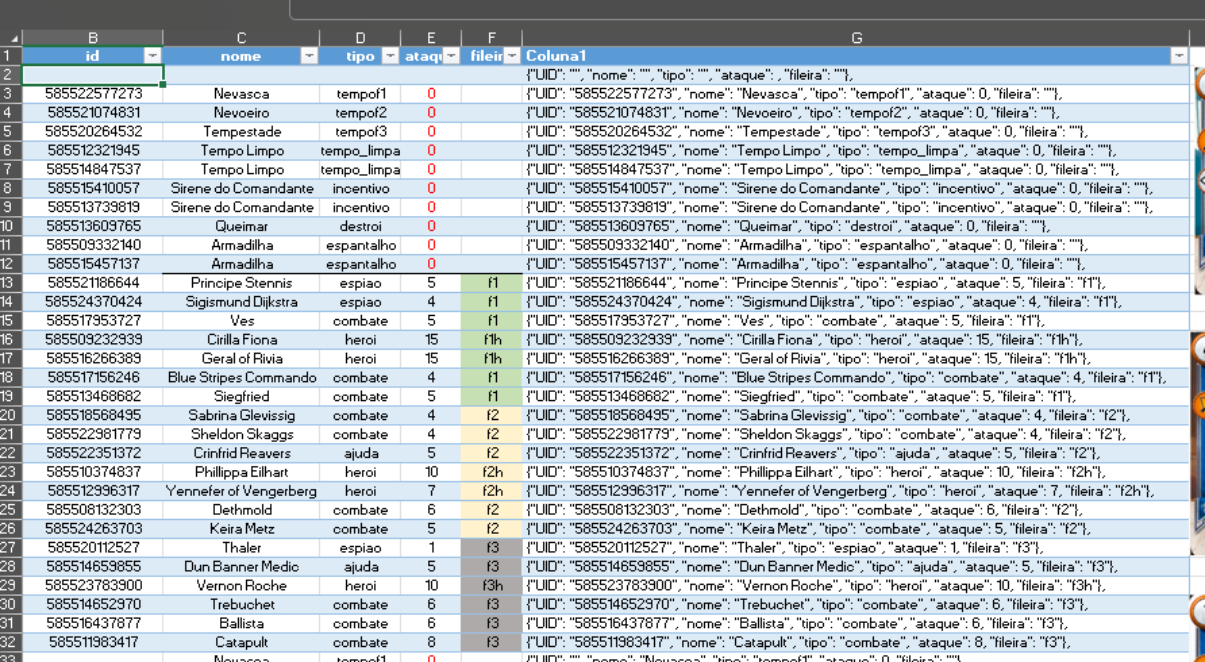 B C D E F G
1 id nome tipo ataqu fileir Coluna1
2 {"UID": "", "nome": "", "tipo": "", "ataque": , "fileira": ""},
3 585522577273 Nevasca tempof1 0 {"UID": "585522577273", "nome": "Nevasca", "tipo": "tempof1", "ataque": 0, "fileira": ""},
4 585521074831 Nevoeiro tempof2 0 {"UID": "585521074831", "nome": "Nevoeiro", "tipo": "tempof2", "ataque": 0, "fileira": ""},
5 585520264532 Tempestade tempof3 0 {"UID": "585520264532", "nome": "Tempestade", "tipo": "tempof3", "ataque": 0, "fileira": ""},
6 585512321945 Tempo Limpo tempo_limpa 0 {"UID": "585512321945", "nome": "Tempo Limpo", "tipo": "tempo_limpa", "ataque": 0, "fileira": ""},
7 585514847537 Tempo Limpo tempo_limpa 0 {"UID": "585514847537", "nome": "Tempo Limpo", "tipo": "tempo_limpa", "ataque": 0, "fileira": ""},
8 585515410057 Sirene do Comandante incentivo 0 {"UID": "585515410057", "nome": "Sirene do Comandante", "tipo": "incentivo", "ataque": 0, "fileira": ""},
9 585513739819 Sirene do Comandante incentivo 0 {"UID": "585513739819", "nome": "Sirene do Comandante", "tipo": "incentivo", "ataque": 0, "fileira": ""},
10 585513609765 Queimar destroi 0 {"UID": "585513609765", "nome": "Queimar", "tipo": "destroi", "ataque": 0, "fileira": ""},
11 585509332140 Armadilha espantalho 0 {"UID": "585509332140", "nome": "Armadilha", "tipo": "espantalho", "ataque": 0, "fileira": ""},
12 585515457137 Armadilha espantalho 0 {"UID": "585515457137", "nome": "Armadilha", "tipo": "espantalho", "ataque": 0, "fileira": ""},
13 585521186644 Principe Stennis espiao 5 f1 {"UID": "585521186644", "nome": "Principe Stennis", "tipo": "espiao", "ataque": 5, "fileira": "f1"},
14 585524370424 Sigismund Dijkstra espiao 4 f1 {"UID": "585524370424", "nome": "Sigismund Dijkstra", "tipo": "espiao", "ataque": 4, "fileira": "f1"},
15 585517953727 Ves combate 5 f1 {"UID": "585517953727", "nome": "Ves", "tipo": "combate", "ataque": 5, "fileira": "f1"},
16 585509232939 Cirilla Fiona heroi 15 f1h {"UID": "585509232939", "nome": "Cirilla Fiona", "tipo": "heroi", "ataque": 15, "fileira": "f1h"},
17 585516266389 Geral of Rivia heroi 15 f1h {"UID": "585516266389", "nome": "Geral of Rivia", "tipo": "heroi", "ataque": 15, "fileira": "f1h"},
18 585517156246 Blue Stripes Commando combate 4 f1 {"UID": "585517156246", "nome": "Blue Stripes Commando", "tipo": "combate", "ataque": 4, "fileira": "f1"},
19 585513468682 Siegfried combate 5 f1 {"UID": "585513468682", "nome": "Siegfried", "tipo": "combate", "ataque": 5, "fileira": "f1"},
20 585518568495 Sabrina Glevissig combate 4 f2 {"UID": "585518568495", "nome": "Sabrina Glevissig", "tipo": "combate", "ataque": 4, "fileira": "f2"},
21 585522981779 Sheldon Skaggs combate 4 f2 {"UID": "585522981779", "nome": "Sheldon Skaggs", "tipo": "combate", "ataque": 4, "fileira": "f2"},
22 585522351372 Crinfrid Reavers ajuda 5 f2 {"UID": "585522351372", "nome": "Crinfrid Reavers", "tipo": "ajuda", "ataque": 5, "fileira": "f2"},
23 585510374837 Phillippa Eilhart heroi 10 f2h {"UID": "585510374837", "nome": "Phillippa Eilhart", "tipo": "heroi", "ataque": 10, "fileira": "f2h"},
24 585512996317 Yennefer of Vengerberg heroi 7 f2h {"UID": "585512996317", "nome": "Yennefer of Vengerberg", "tipo": "heroi", "ataque": 7, "fileira": "f2h"},
25 585508132303 Dethmold combate 6 f2 {"UID": "585508132303", "nome": "Dethmold", "tipo": "combate", "ataque": 6, "fileira": "f2"},
26 585524263703 Keira Metz combate 5 f2 {"UID": "585524263703", "nome": "Keira Metz", "tipo": "combate", "ataque": 5, "fileira": "f2"},
27 585520112527 Thaler espiao 1 f3 {"UID": "585520112527", "nome": "Thaler", "tipo": "espiao", "ataque": 1, "fileira": "f3"},
28 585514659855 Dun Banner Medic ajuda 5 f3 {"UID": "585514659855", "nome": "Dun Banner Medic", "tipo": "ajuda", "ataque": 5, "fileira": "f3"},
29 585523783900 Vernon Roche heroi 10 f3h {"UID": "585523783900", "nome": "Vernon Roche", "tipo": "heroi", "ataque": 10, "fileira": "f3h"},
30 585514652970 Trebuchet combate 6 f3 {"UID": "585514652970", "nome": "Trebuchet", "tipo": "combate", "ataque": 6, "fileira": "f3"},
31 585516437877 Ballista combate 6 f3 {"UID": "585516437877", "nome": "Ballista", "tipo": "combate", "ataque": 6, "fileira": "f3"},
32 585511983417 Catapult combate 8 f3 {"UID": "585511983417", "nome": "Catapult", "tipo": "combate", "ataque": 8, "fileira": "f3"},
33 Nevasca tempof1 0 {"UID": "", "nome": "Nevasca", "tipo": "tempof1", "ataque": 0, "fileira": ""},